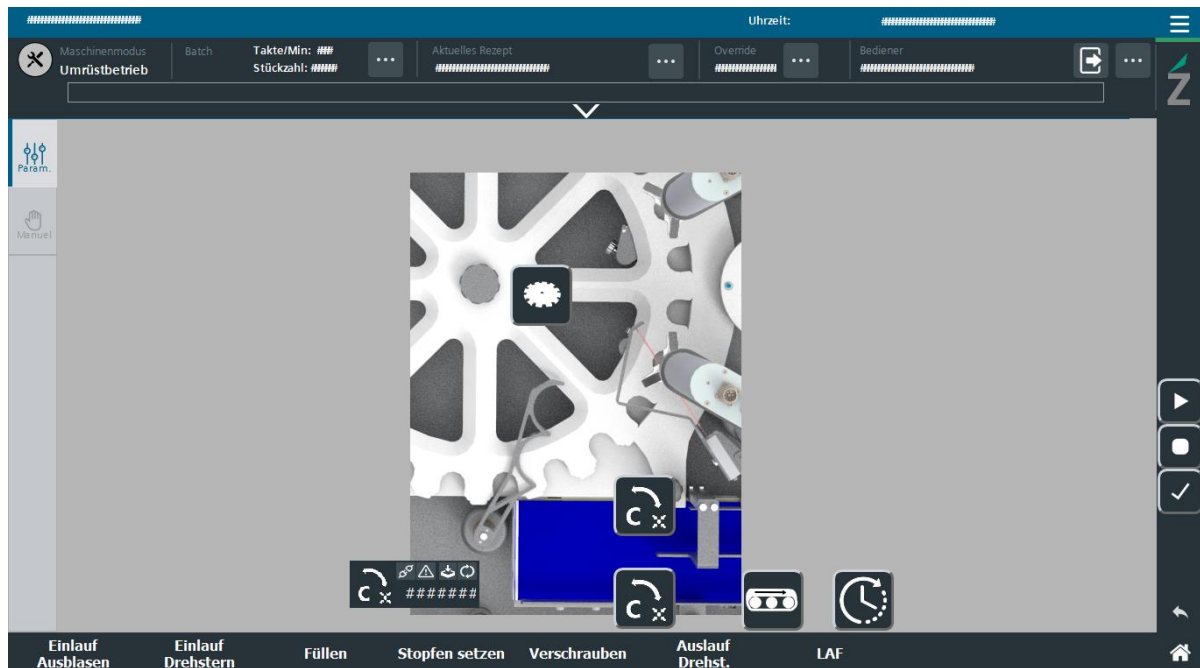 ####################
Uhrzeit:
####################
Maschinenmodus
Umrüstbetrieb
Batch
Takte/Min: ###
Stückzahl: #####
Aktuelles Rezept
####################
Override
###########
Bediener
####################
Z
Param.
Manuel
C
C
#######
C
Einlauf
Ausblasen
Einlauf
Drehstern
Füllen
Stopfen setzen
Verschrauben
Auslauf
Drehst.
LAF